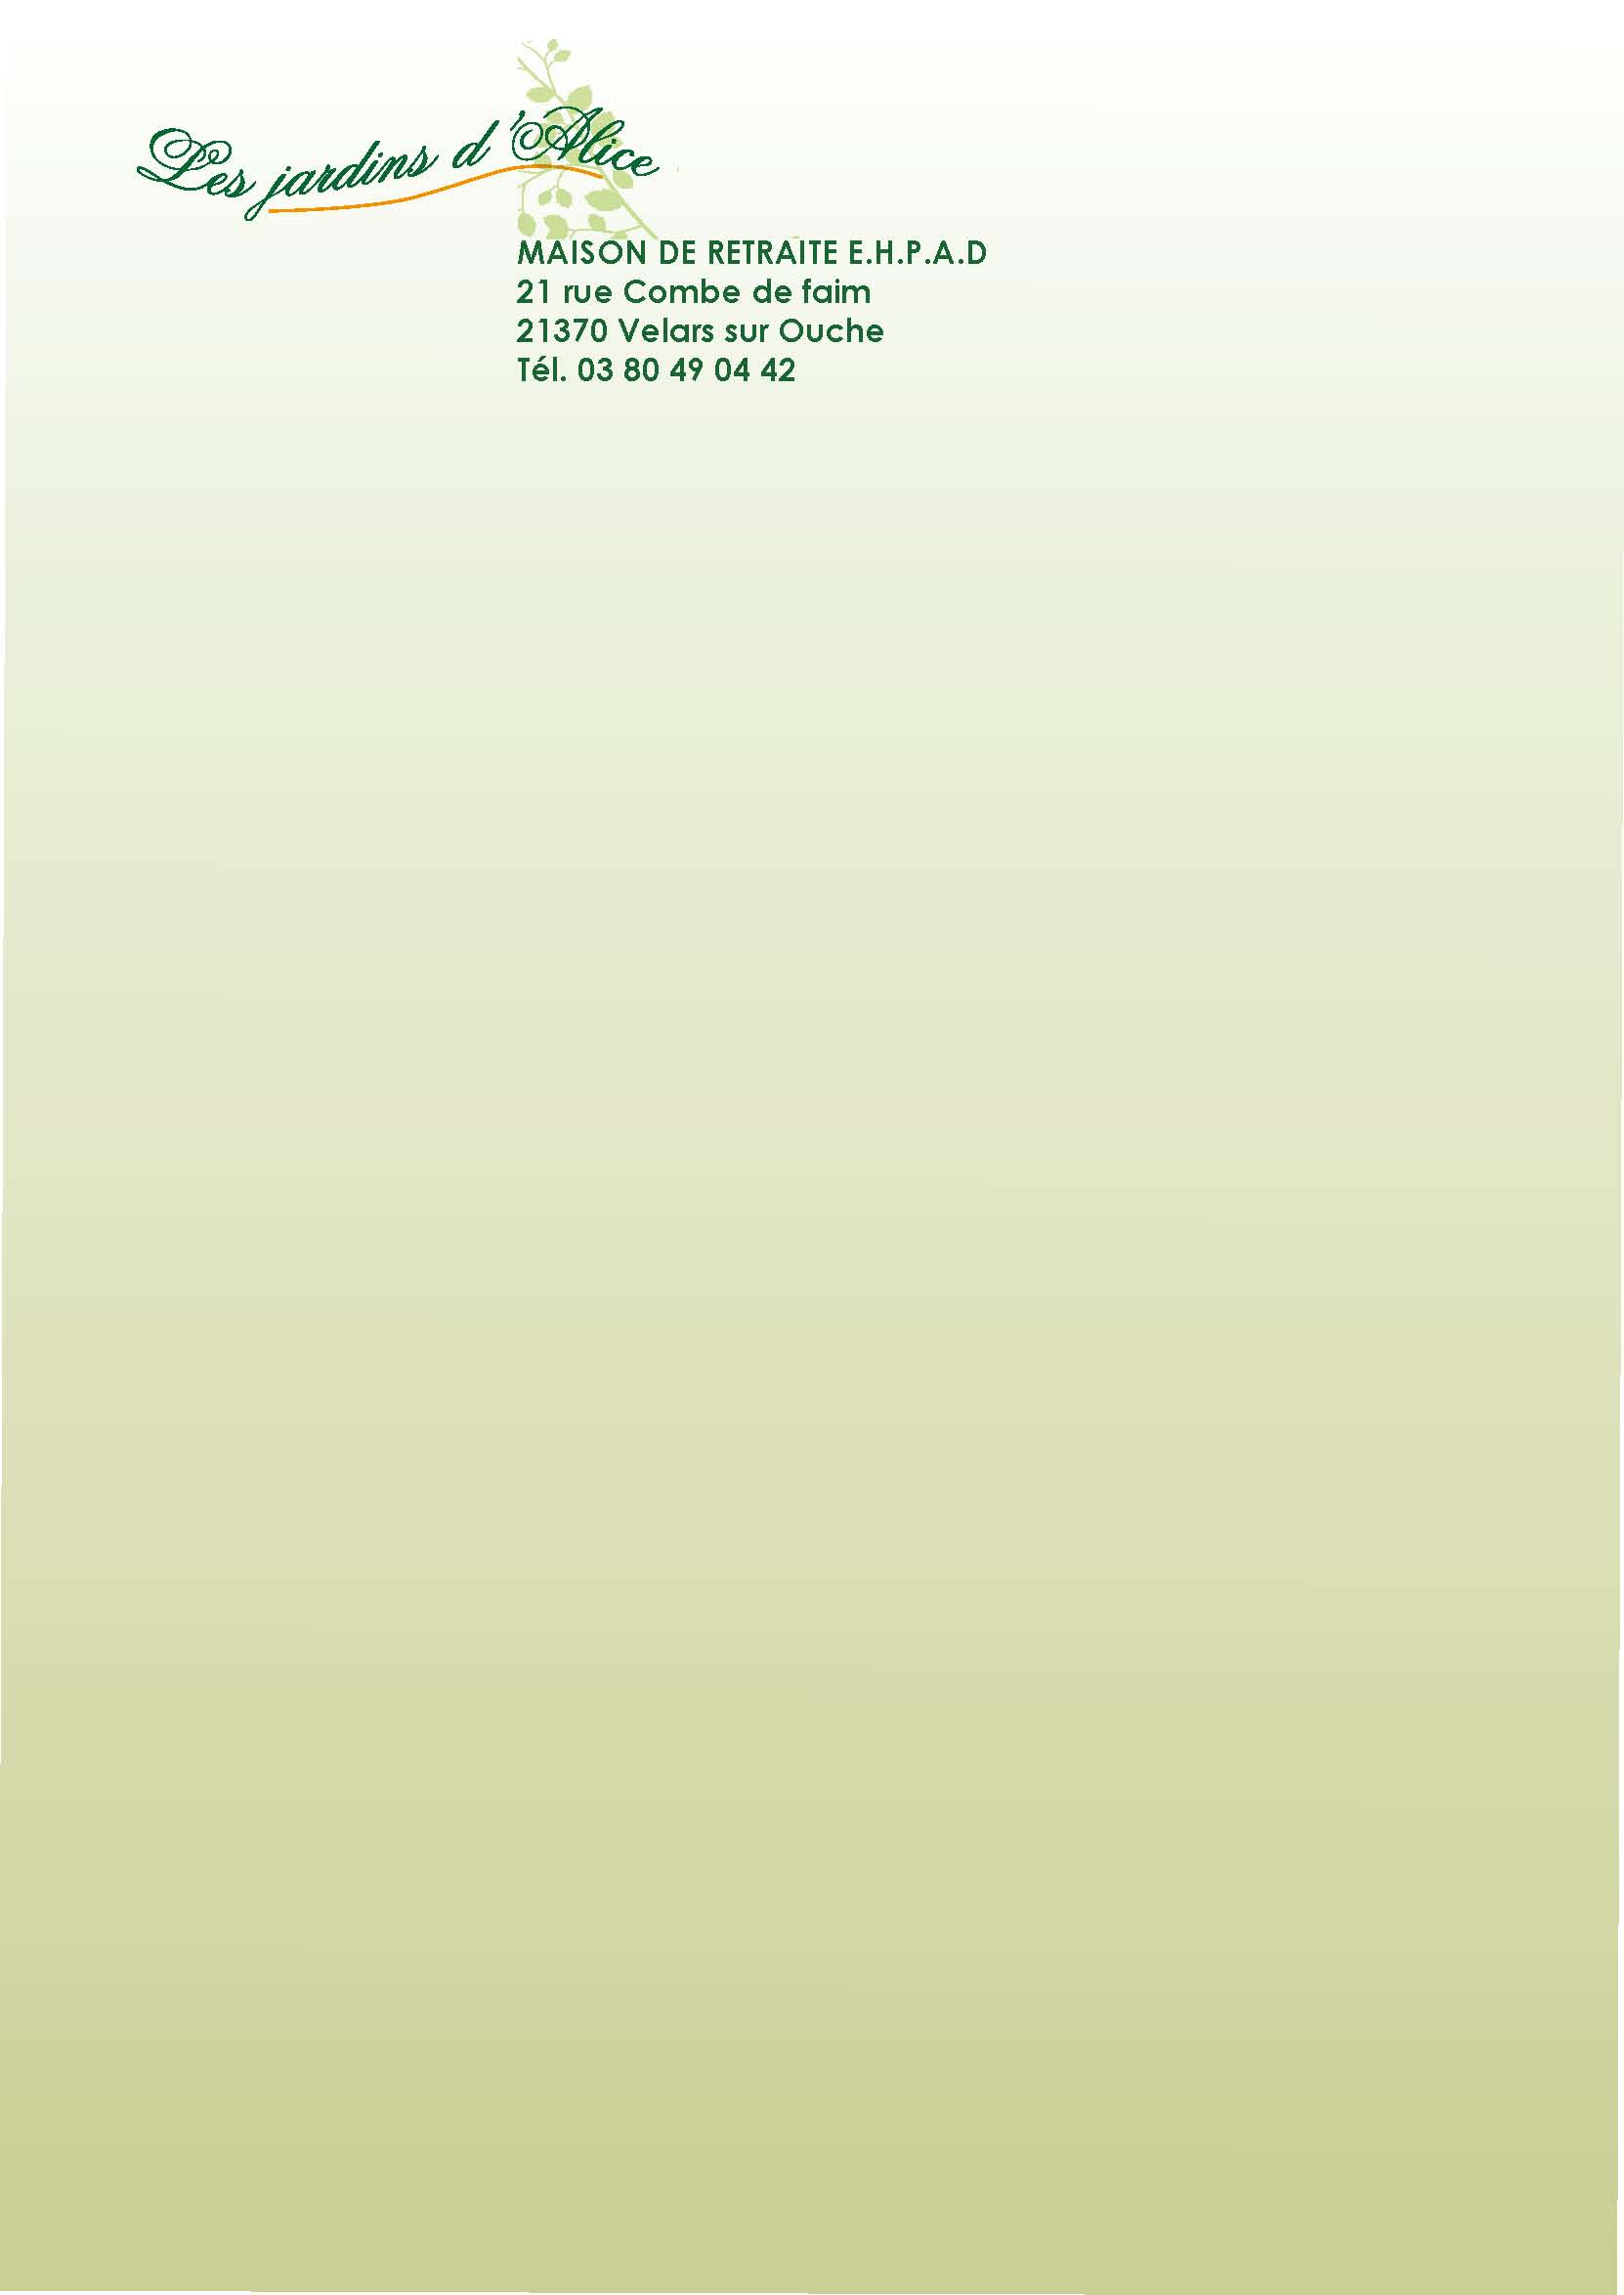 Les jardins d'Alice
MAISON DE RETRAITE E.H.P.A.D
21 rue Combe de faim
21370 Velars sur Ouche
Tél. 03 80 49 04 42